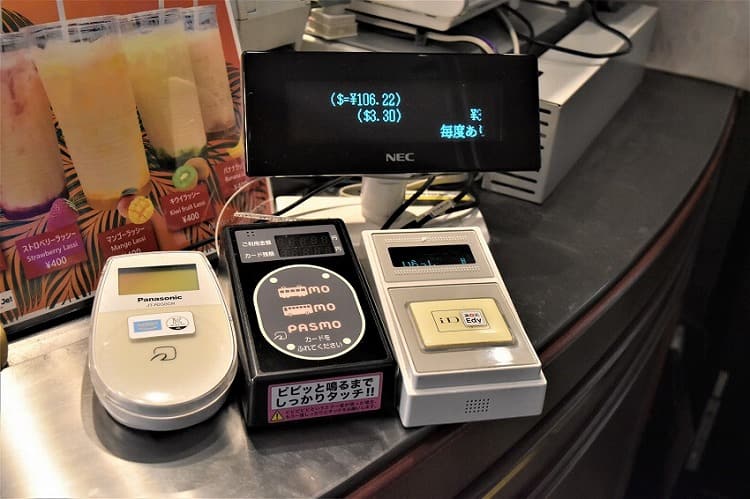 ($=¥106.22)
($3.30)
毎度あ
NEC
ストロベリーラッシー
Strawberry Lassi
¥400
マンゴーラッシー
Mango Lassi
¥400
キウイラッシー
Kiwi fruit Lassi
¥400
Panasonic
ご利用金額
カード残額
円
MO
MO
PASMO
カードを
ふれてください
ピピッと鳴るまで
しっかりタッチ!!
iD
Edy